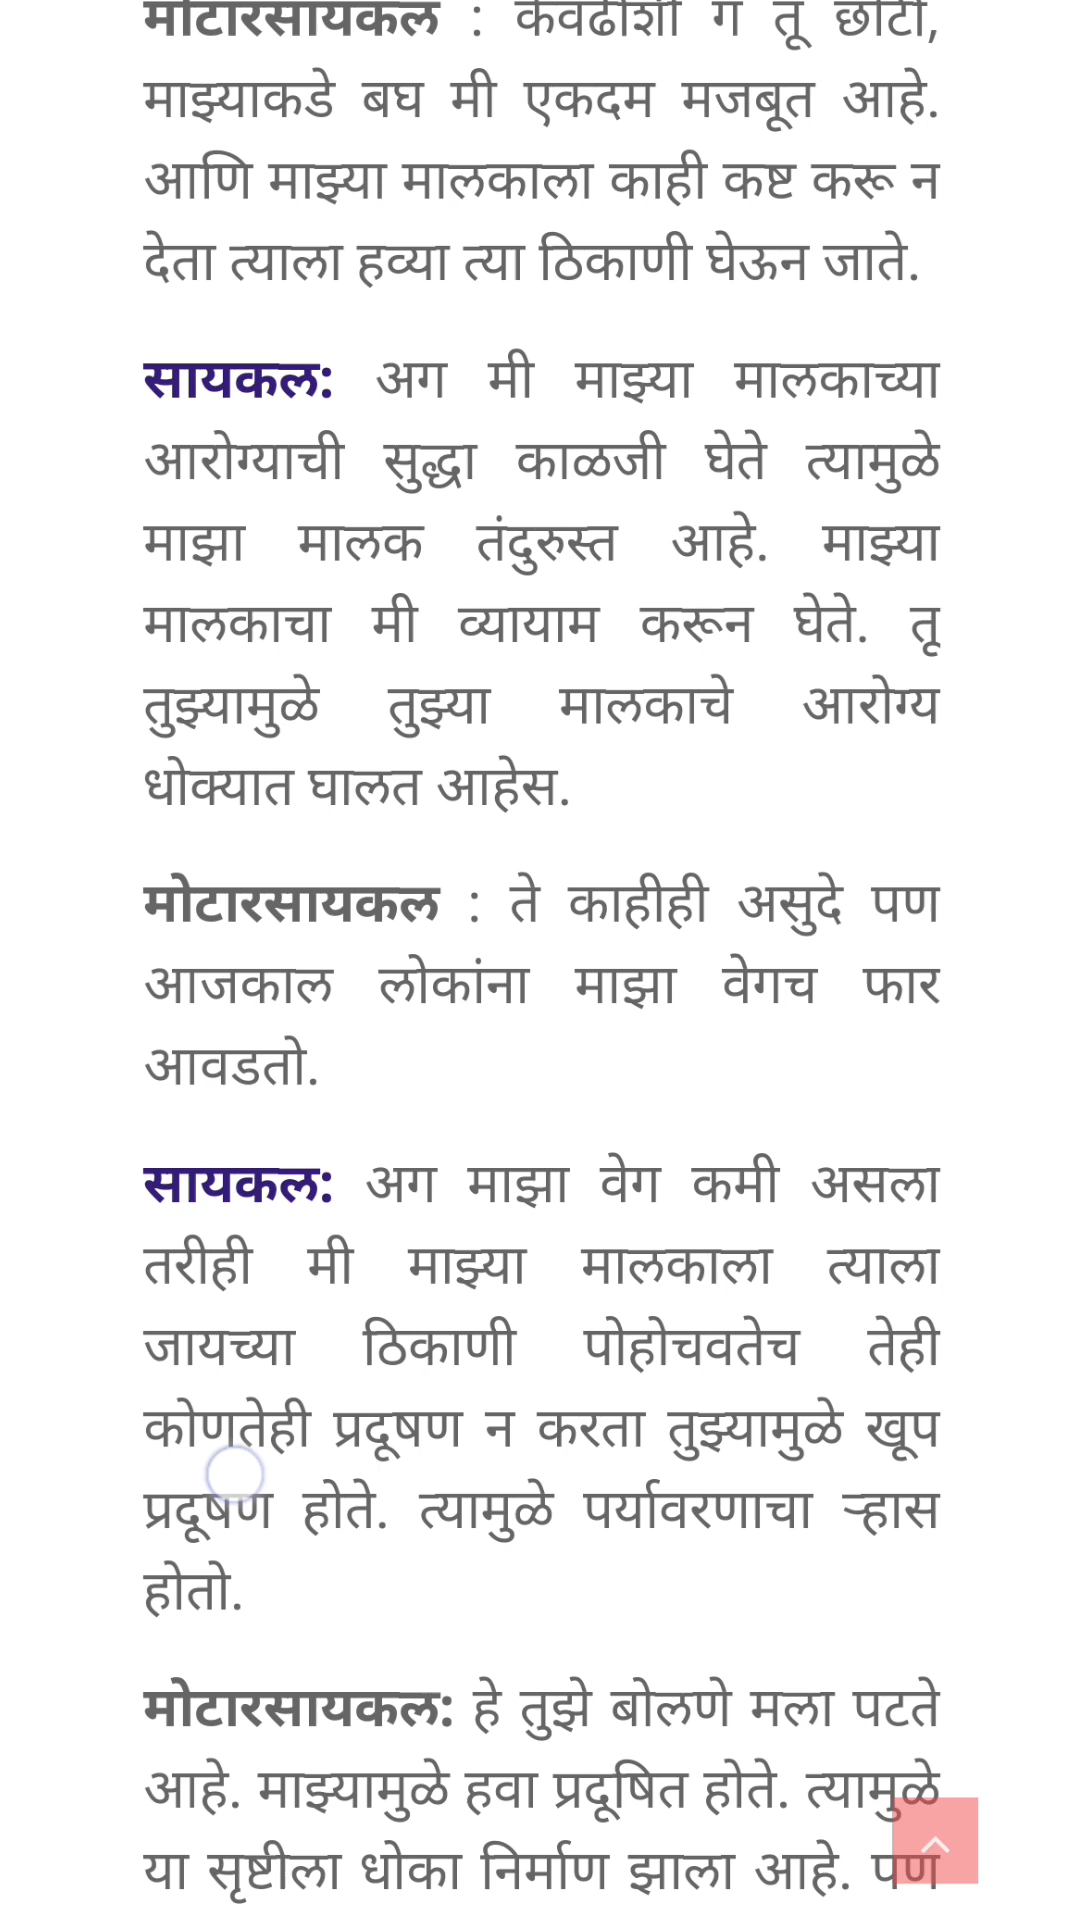 मोटारसायकल : केवढीशी ग तू छोटी,
माझ्याकडे बघ मी एकदम मजबूत आहे.
आणि माझ्या मालकाला काही कष्ट करू न
देता त्याला हव्या त्या ठिकाणी घेऊन जाते.
सायकल: अग मी माझ्या मालकाच्या
आरोग्याची सुद्धा काळजी घेते त्यामुळे
माझा मालक तंदुरुस्त आहे. माझ्या
मालकाचा मी व्यायाम करून घेते. तू
तुझ्यामुळे तुझ्या मालकाचे आरोग्य
धोक्यात घालत आहेस.
मोटारसायकल : ते काहीही असुदे पण
आजकाल लोकांना माझा वेगच फार
आवडतो.
सायकल: अग माझा वेग कमी असला
तरीही मी माझ्या मालकाला त्याला
जायच्या ठिकाणी पोहोचवतेच तेही
कोणतेही प्रदूषण न करता तुझ्यामुळे खूप
प्रदूषण होते. त्यामुळे पर्यावरणाचा ऱ्हास
होतो.
मोटारसायकल: हे तुझे बोलणे मला पटते
आहे. माझ्यामुळे हवा प्रदूषित होते. त्यामुळे
या सृष्टीला धोका निर्माण झाला आहे. पण